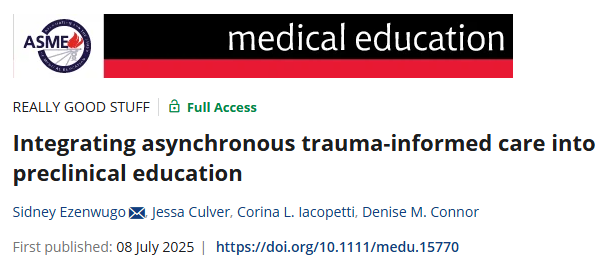 ASME
medical education
REALLY GOOD STUFF Full Access
Integrating asynchronous trauma-informed care into
preclinical education
Sidney Ezenwugo, Jessa Culver, Corina L. Iacopetti, Denise M. Connor
First published: 08 July 2025 | https://doi.org/10.1111/medu.15770